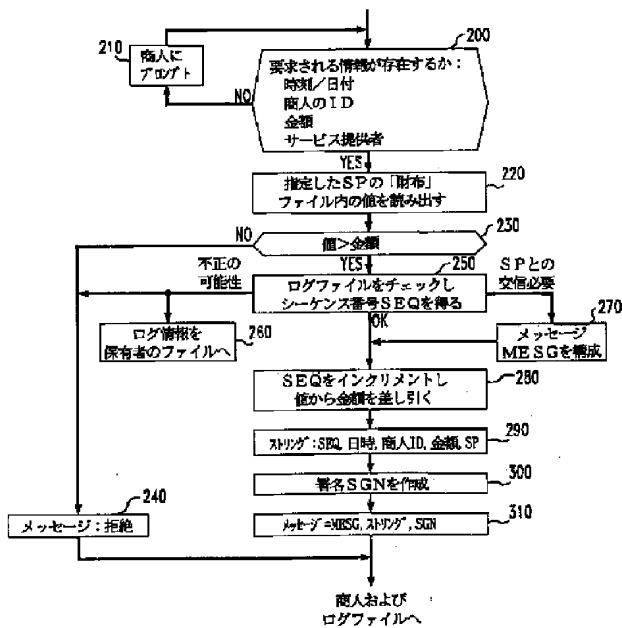 200
210
商人に
プロンプト
要求される情報が存在するか：
時刻／日付
商人のＩＤ
金額
サービス提供者
NO
YES
指定したＳＰの「財布」
ファイル内の値を読み出す
220
230
NO
値＞金額
YES
250
不正の
可能性
ログファイルをチェックし
シーケンス番号ＳＥＱを得る
ＳＰとの
交信必要
OK
270
ログ情報を
保有者のファイルへ
260
メッセージ
ＭＥＳＧを構成
ＳＥＱをインクリメントし
値から金額を差し引く
280
ｽﾄﾘﾝｸﾞ:SEQ, 日時, 商人ID, 金額, SP
290
署名ＳＧＮを作成
300
240
メッセージ：拒絶
ﾒｯｾｰｼﾞ=MESG, ｽﾄﾘﾝｸﾞ, SGN
310
商人および
ログファイルへ